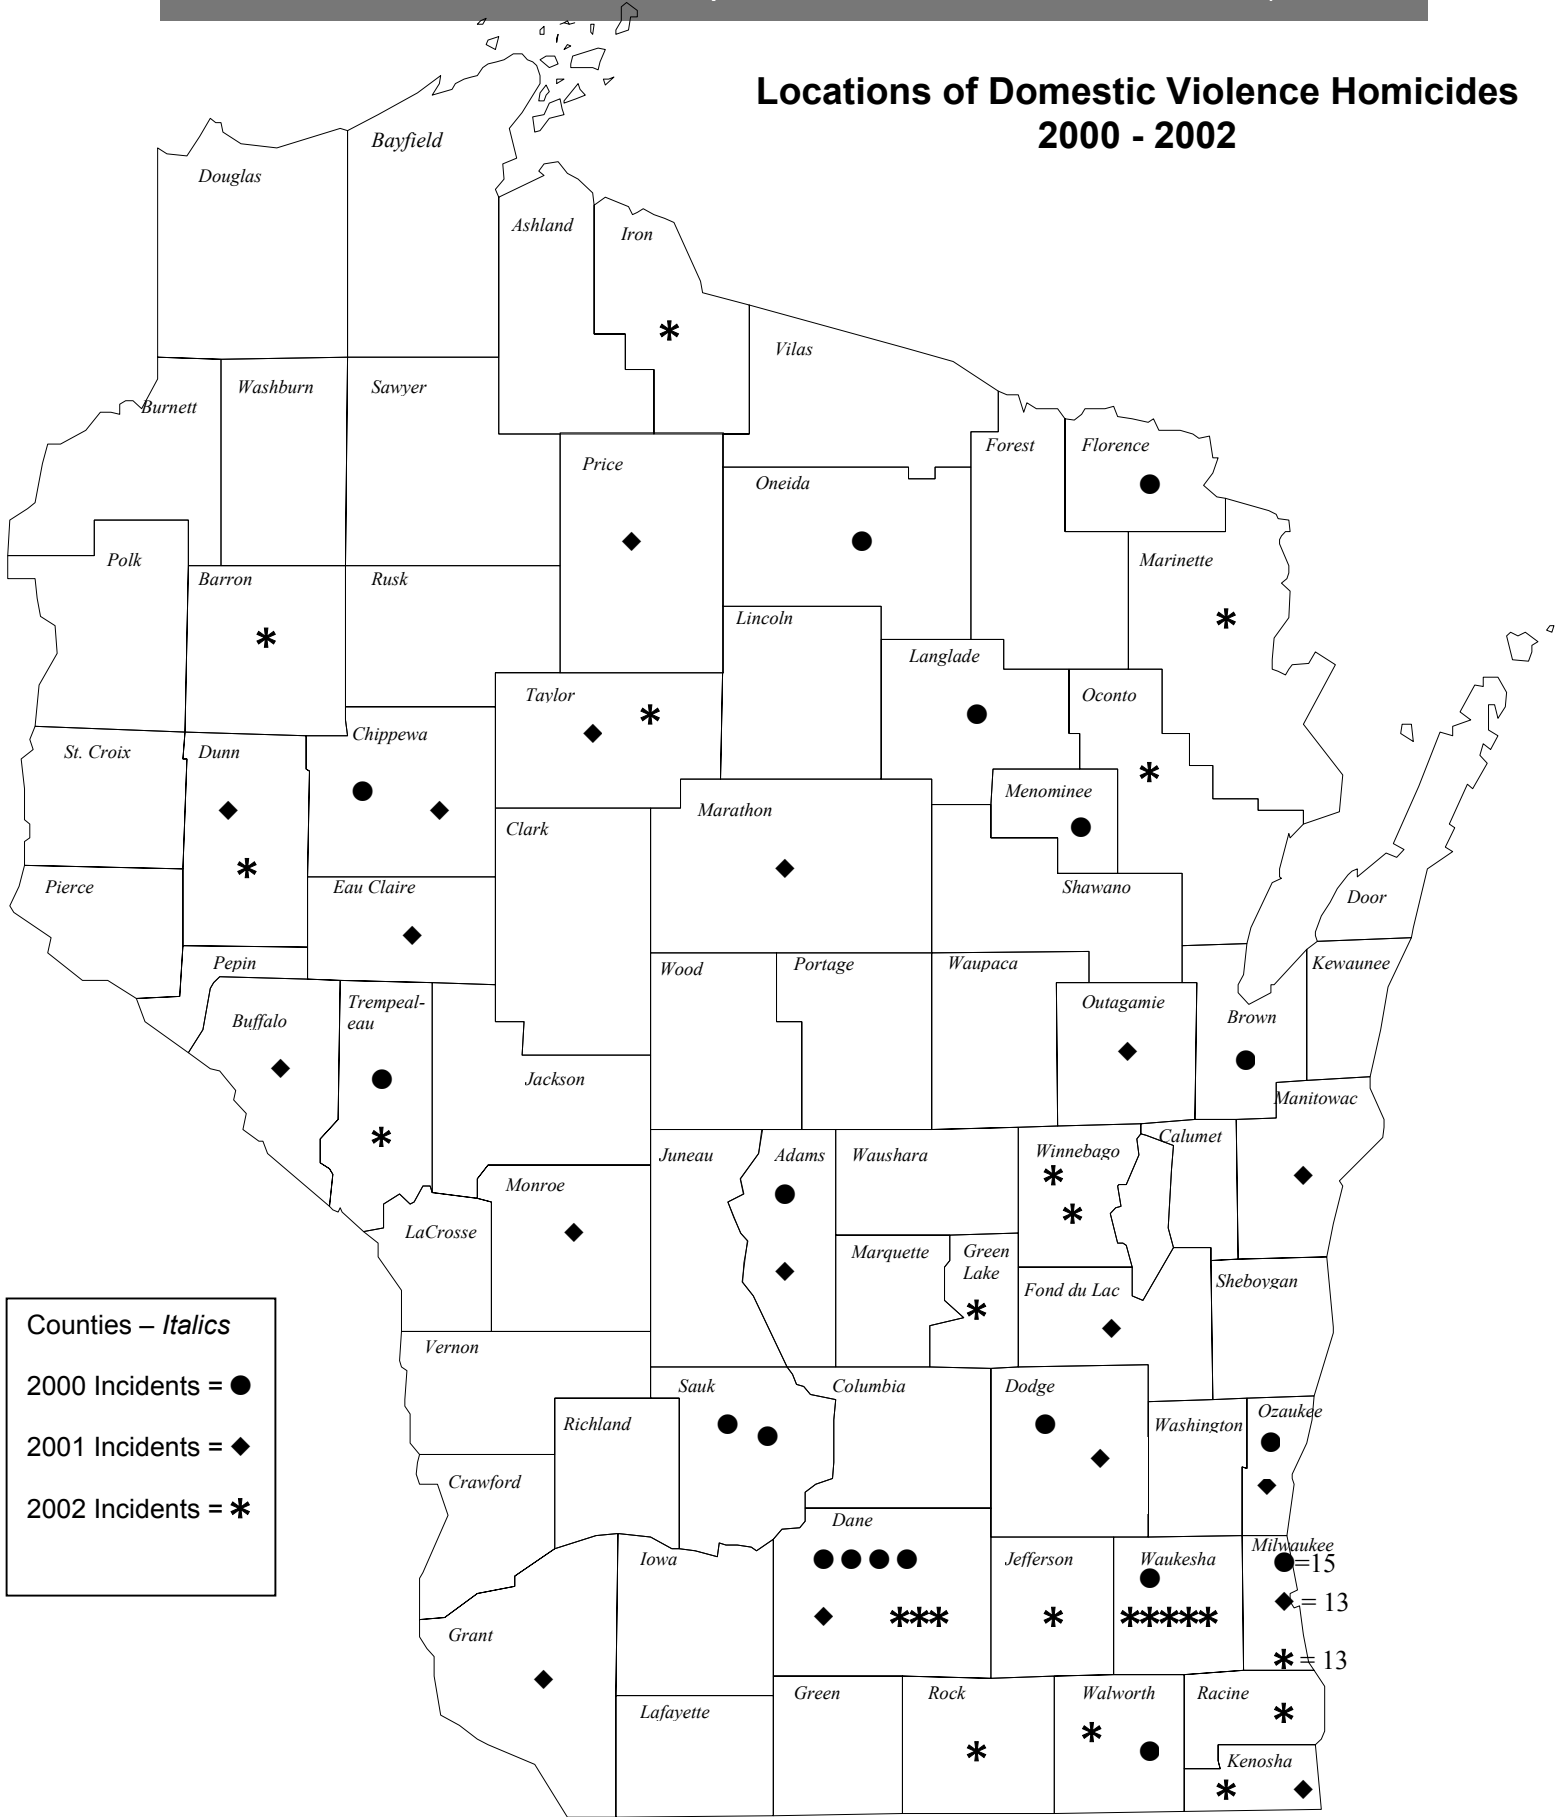 Locations of Domestic Violence Homicides
2000 - 2002
Bayfield
Douglas
Ashland
Iron
Vilas
Washburn
Sawyer
Burnett
Forest
Florence
Price
Oneida
Polk
Marinette
Barron
Rusk
Lincoln
Langlade
Taylor
Oconto
Chippewa
St. Croix
Dunn
Menominee
Marathon
Clark
Pierce
Eau Claire
Shawano
Door
Pepin
Wood
Portage
Waupaca
Kewaunee
Trempeal-
eau
Outagamie
Buffalo
Brown
Jackson
Manitowac
Calumet
Juneau
Adams
Waushara
Winnebago
Monroe
LaCrosse
Marquette
Green
Lake
Sheboygan
Fond du Lac
Counties – Italics
2000 Incidents = ●
2001 Incidents = ◆
2002 Incidents = *
Vernon
Sauk
Columbia
Dodge
Richland
Washington
Ozaukee
Crawford
Dane
Iowa
Jefferson
Waukesha
Milwaukee
●=15
◆ = 13
* = 13
Grant
Green
Rock
Walworth
Racine
Lafayette
Kenosha